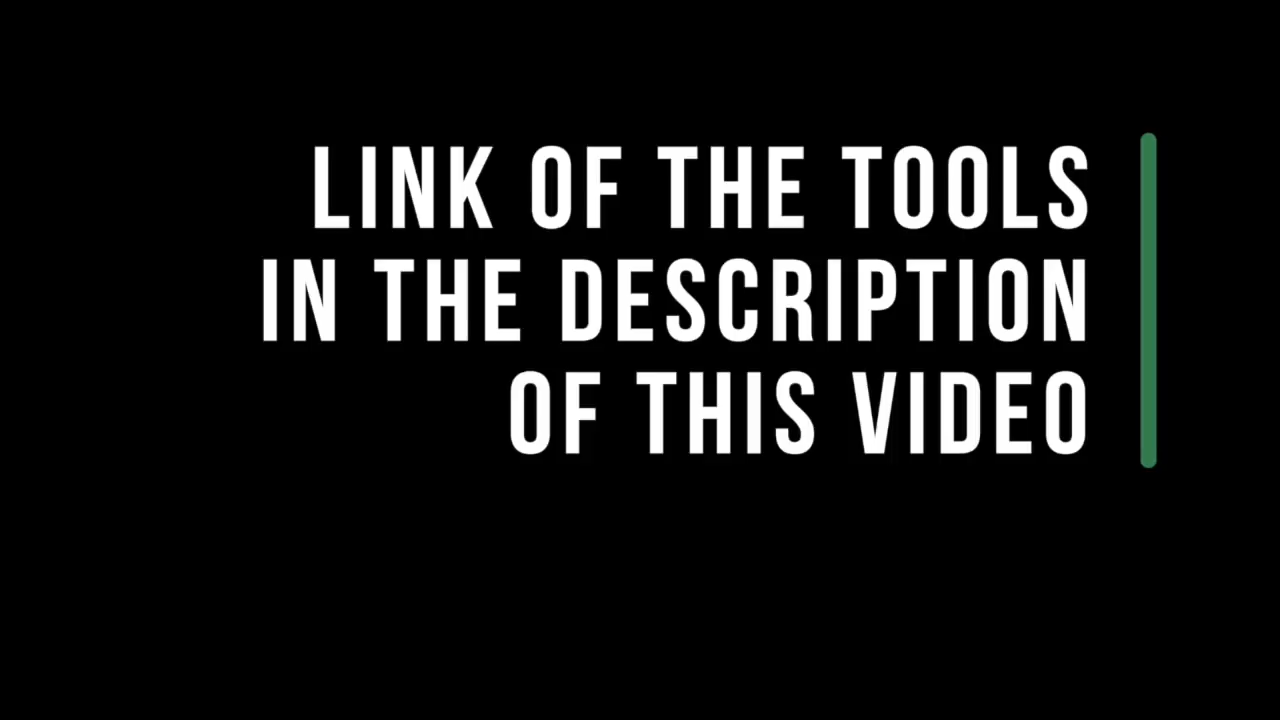 LINK OF THE TOOLS
IN THE DESCRIPTION
OF THIS VIDEO